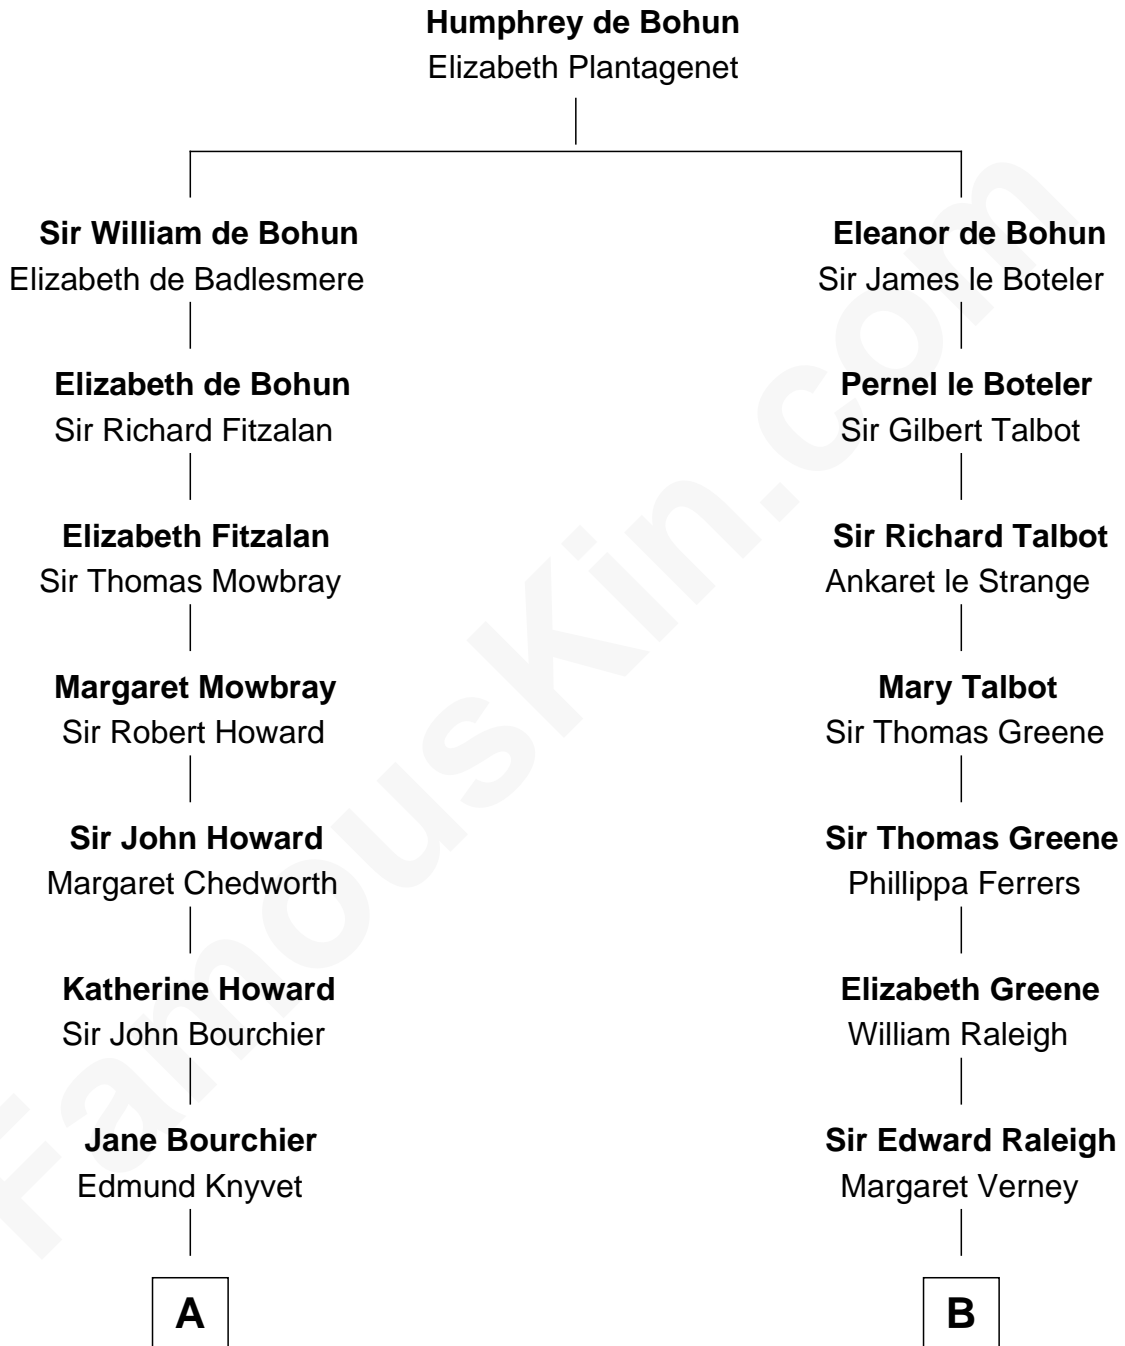 Humphrey de Bohun
Elizabeth Plantagenet
Sir William de Bohun
Elizabeth de Badlesmere
Eleanor de Bohun
Sir James le Boteler
Elizabeth de Bohun
Sir Richard Fitzalan
Pernel le Boteler
Sir Gilbert Talbot
Elizabeth Fitzalan
Sir Thomas Mowbray
Sir Richard Talbot
Ankaret le Strange
Margaret Mowbray
Sir Robert Howard
Mary Talbot
Sir Thomas Greene
Sir John Howard
Margaret Chedworth
Sir Thomas Greene
Phillippa Ferrers
Katherine Howard
Sir John Bourchier
Elizabeth Greene
William Raleigh
Jane Bourchier
Edmund Knyvet
Sir Edward Raleigh
Margaret Verney
A
B
FamousKin.com